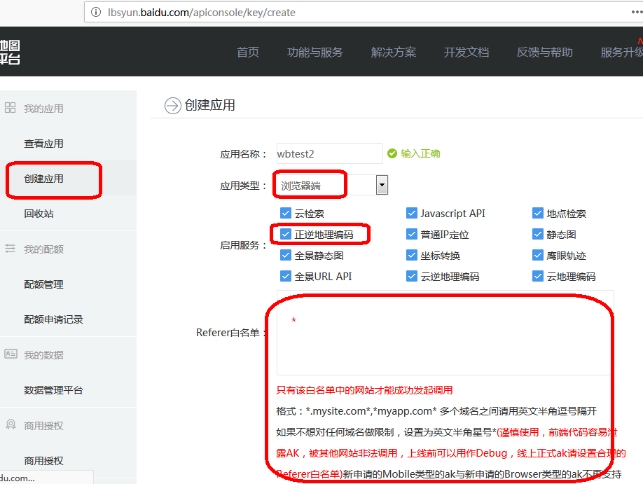 lbsyun.baidu.com/apiconsole/key/create
地图
平台
首页 功能与服务 解决方案 开发文档 反馈与帮助 服务升级
我的应用
查看应用
创建应用
回收站
我的配额
配额管理
配额申请记录
我的数据
数据管理平台
商用授权
商用授权
du.com...
创建应用
应用名称： wbtest2 输入正确
应用类型： 浏览器端
启用服务：
云检索 Javascript API 地点检索
正逆地理编码 普通IP定位 静态图
全景静态图 坐标转换 鹰眼轨迹
全景URL API 云逆地理编码 云地理编码
Referer白名单：
*
只有该白名单中的网站才能成功发起调用
格式：*.mysite.com*,*myapp.com* 多个域名之间请用英文半角逗号隔开
如果不想对任何域名做限制，设置为英文半角星号*(谨慎使用，前端代码容易泄
露AK，被其他网站非法调用，上线前可以用作Debug，线上正式ak请设置合理的
Referer白名单)新申请的Mobile类型的ak与新申请的Browser类型的ak不再支持